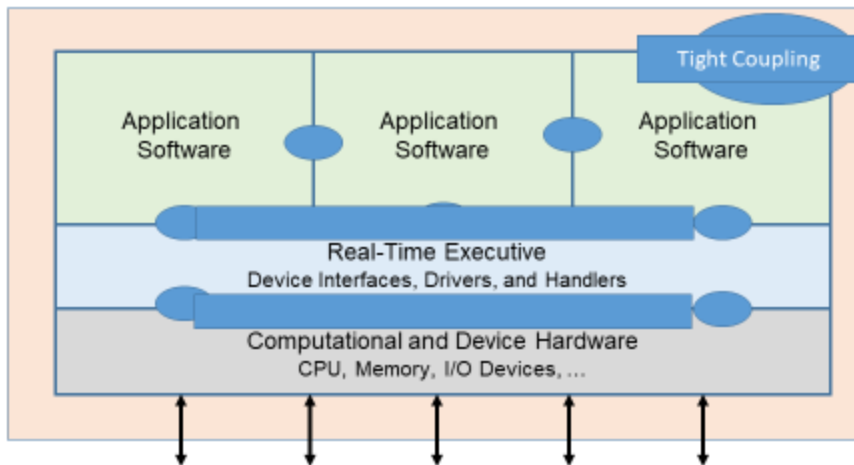 Tight Coupling
Application
Software
Application
Software
Application
Software
Real-Time Executive
Device Interfaces, Drivers, and Handlers
Computational and Device Hardware
CPU, Memory, I/O Devices, ...